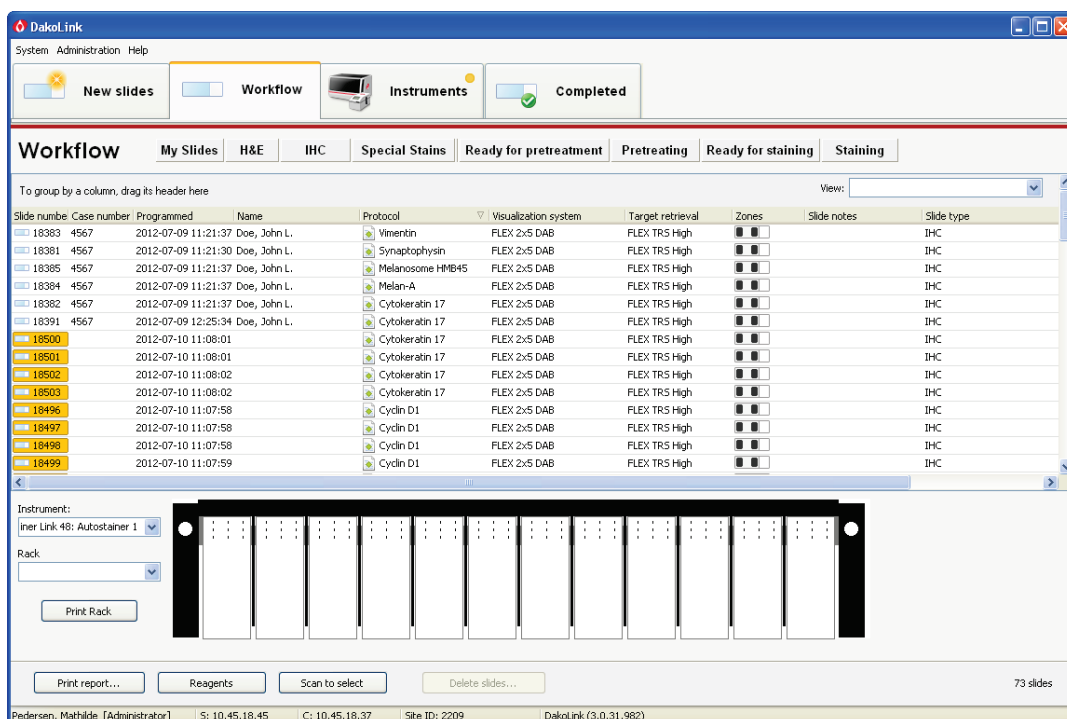 DakoLink
System Administration Help
New slides Workflow Instruments Completed
Workflow My Slides H&E IHC Special Stains Ready for pretreatment Pretreating Ready for staining Staining
To group by a column, drag its header here View:
Slide numbe Case number Programmed Name Protocol Visualization system Target retrieval Zones Slide notes Slide type
18383 4567 2012-07-09 11:21:37 Doe, John L. Vimentin FLEX 2x5 DAB FLEX TRS High IHC
18381 4567 2012-07-09 11:21:30 Doe, John L. Synaptophysin FLEX 2x5 DAB FLEX TRS High IHC
18385 4567 2012-07-09 11:21:37 Doe, John L. Melanosome HMB45 FLEX 2x5 DAB FLEX TRS High IHC
18384 4567 2012-07-09 11:21:37 Doe, John L. Melan-A FLEX 2x5 DAB FLEX TRS High IHC
18382 4567 2012-07-09 11:21:37 Doe, John L. Cytokeratin 17 FLEX 2x5 DAB FLEX TRS High IHC
18391 4567 2012-07-09 12:25:34 Doe, John L. Cytokeratin 17 FLEX 2x5 DAB FLEX TRS High IHC
18500 2012-07-10 11:08:01 Cytokeratin 17 FLEX 2x5 DAB FLEX TRS High IHC
18501 2012-07-10 11:08:01 Cytokeratin 17 FLEX 2x5 DAB FLEX TRS High IHC
18502 2012-07-10 11:08:02 Cytokeratin 17 FLEX 2x5 DAB FLEX TRS High IHC
18503 2012-07-10 11:08:02 Cytokeratin 17 FLEX 2x5 DAB FLEX TRS High IHC
18496 2012-07-10 11:07:58 Cyclin D1 FLEX 2x5 DAB FLEX TRS High IHC
18497 2012-07-10 11:07:58 Cyclin D1 FLEX 2x5 DAB FLEX TRS High IHC
18498 2012-07-10 11:07:58 Cyclin D1 FLEX 2x5 DAB FLEX TRS High IHC
18499 2012-07-10 11:07:59 Cyclin D1 FLEX 2x5 DAB FLEX TRS High IHC
Instrument:
iner Link 48: Autostainer 1
Rack
Print Rack
Print report... Reagents Scan to select Delete slides... 73 slides
Pedersen, Mathilde [Administrator] S: 10.45.18.45 C: 10.45.18.37 Site ID: 2209 DakoLink (3.0.31.982)